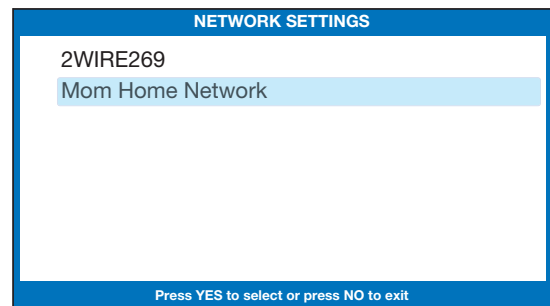 NETWORK SETTINGS
2WIRE269
Mom Home Network
Press YES to select or press NO to exit